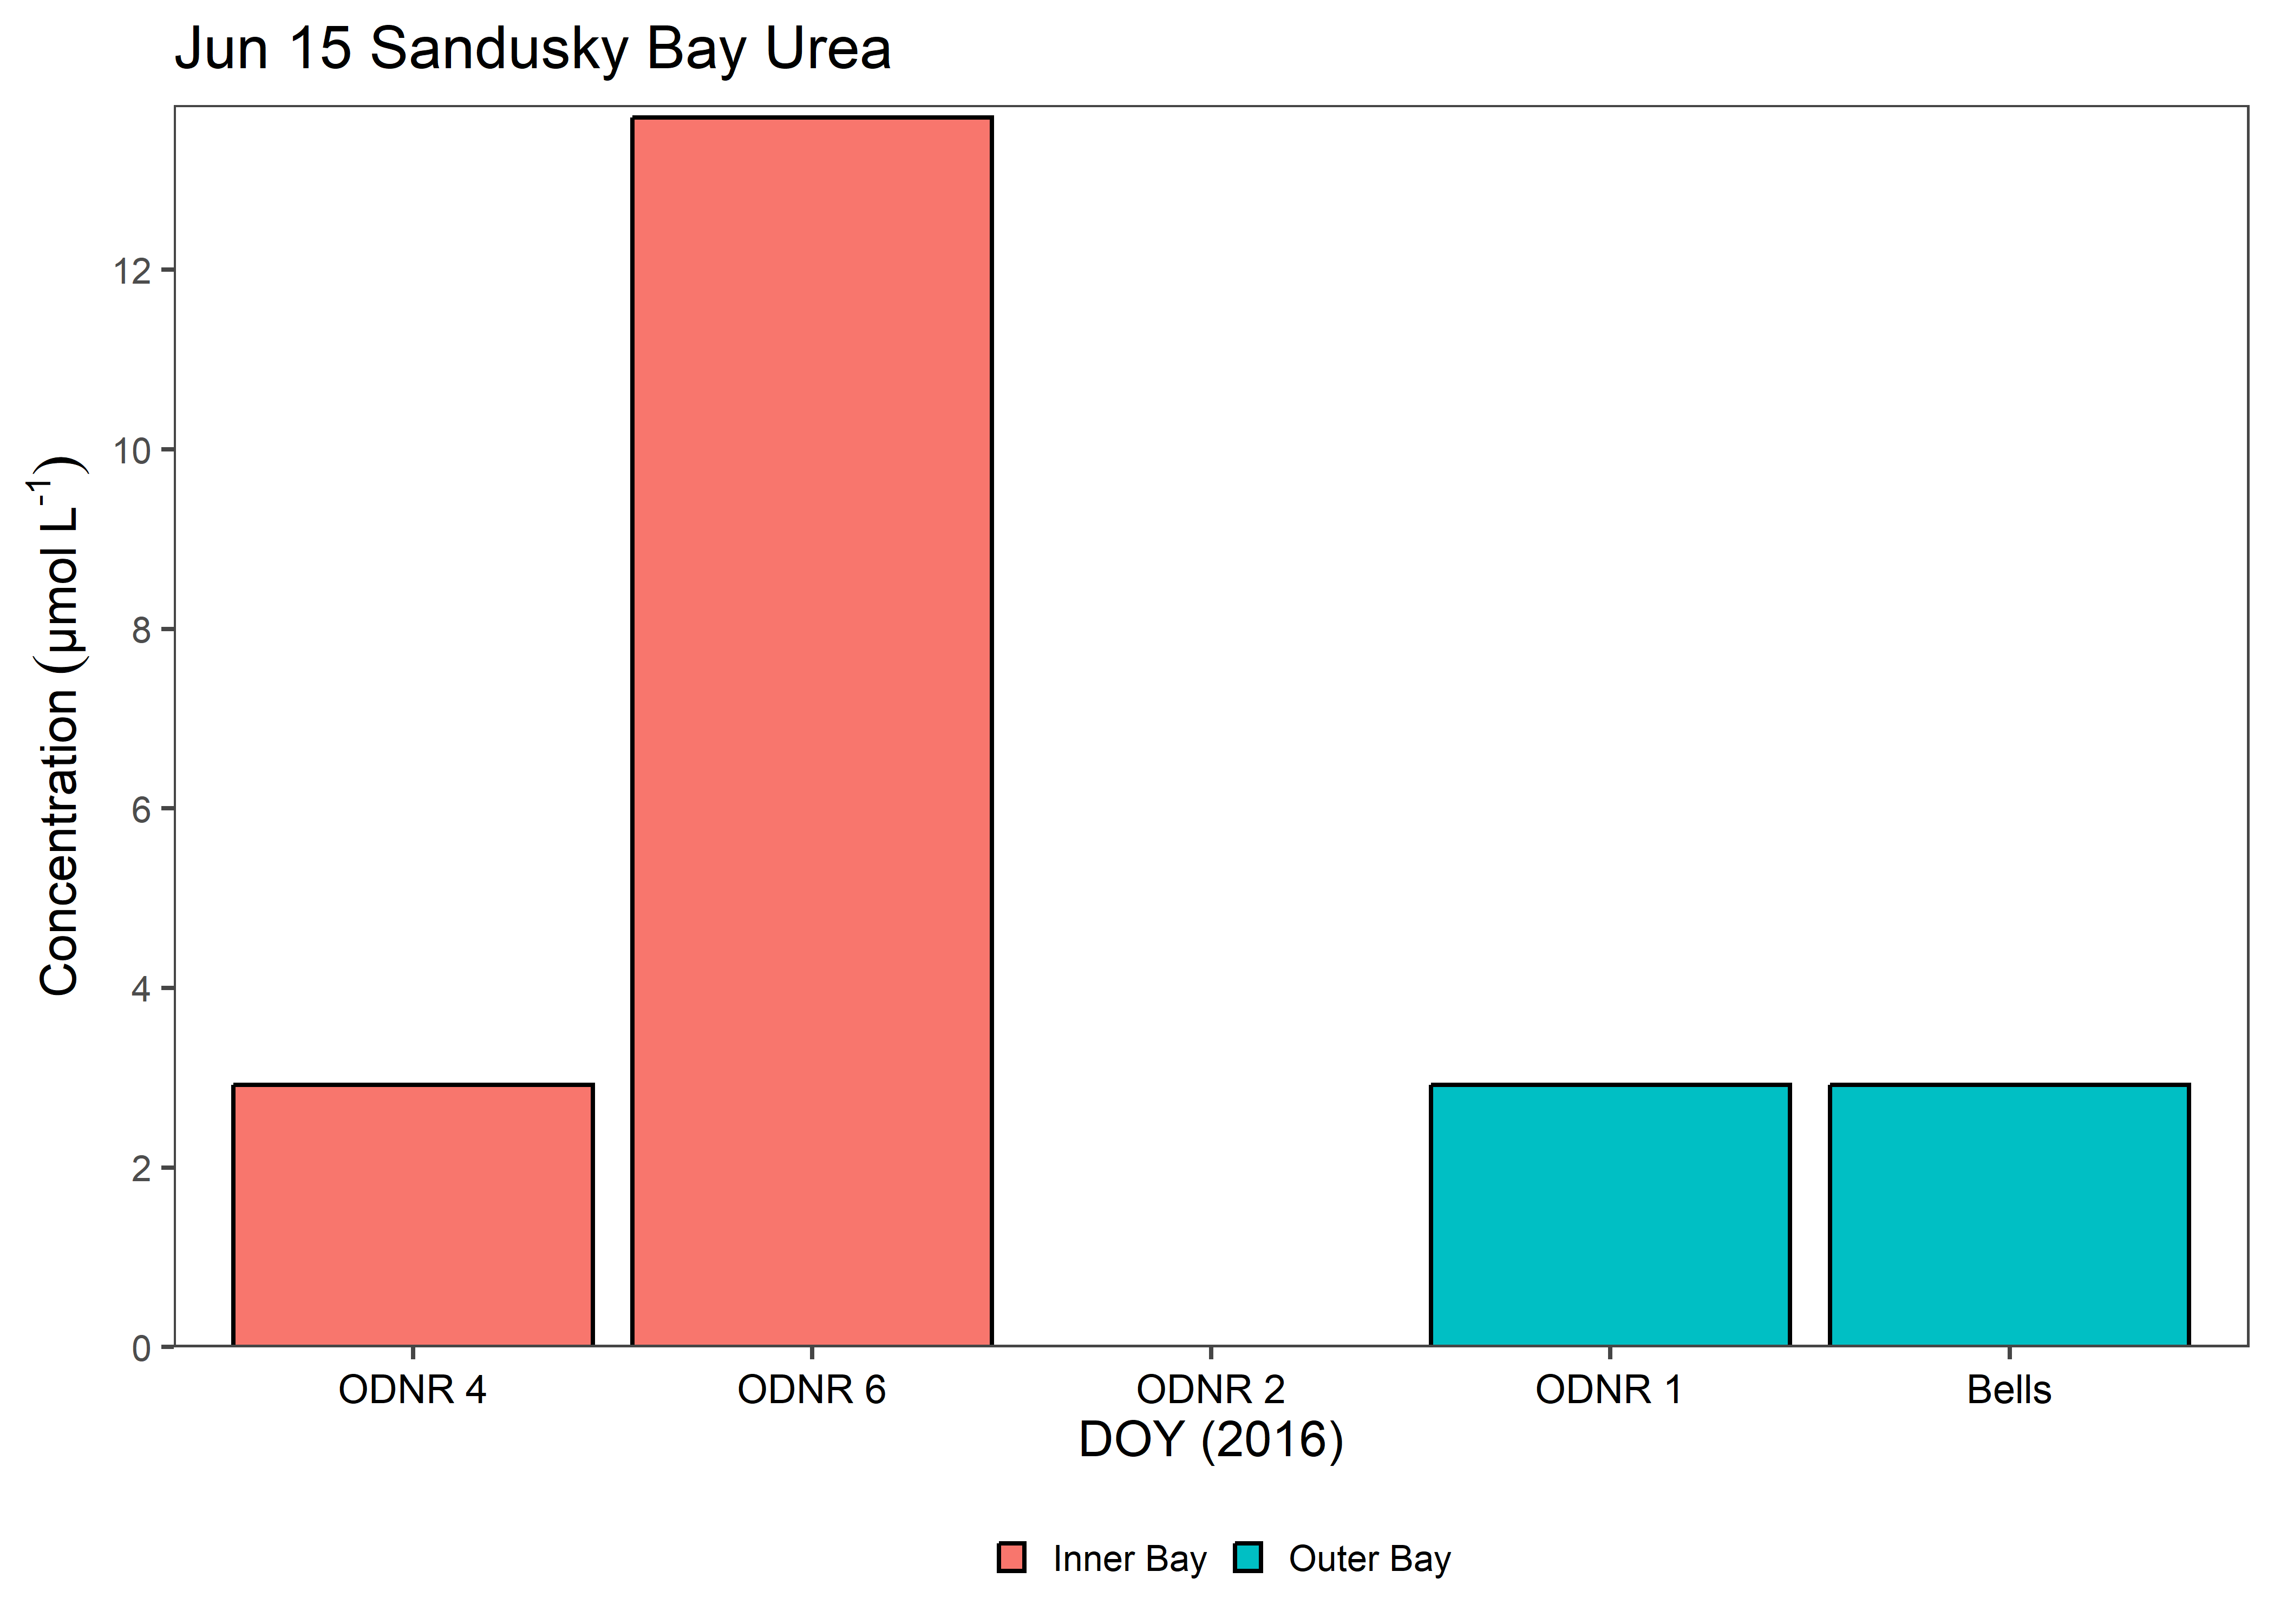 Jun 15 Sandusky Bay Urea
Concentration (µmol L⁻¹)
12
10
8
6
4
2
0
ODNR 4 ODNR 6 ODNR 2 ODNR 1 Bells
DOY (2016)
Inner Bay Outer Bay